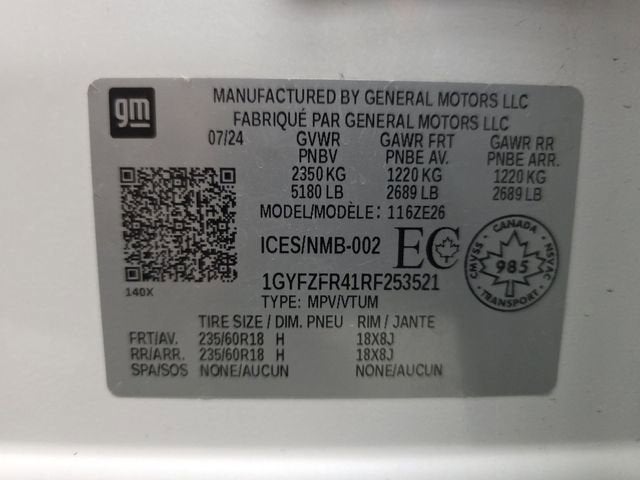 gm
MANUFACTURED BY GENERAL MOTORS LLC
FABRIQUÉ PAR GENERAL MOTORS LLC
07/24 GVWR GAWR FRT GAWR RR
PNBV PNBE AV. PNBE ARR.
2350 KG 1220 KG 1220 KG
5180 LB 2689 LB 2689 LB
MODEL/MODÈLE: 116ZE26
ICES/NMB-002 EC
CANADA
CMVSS 985 NSVAC
TRANSPORT
140X
1GYFZFR41RF253521
TYPE: MPV/VTUM
TIRE SIZE / DIM. PNEU RIM / JANTE
FRT/AV. 235/60R18 H 18X8J
RR/ARR. 235/60R18 H 18X8J
SPA/SOS NONE/AUCUN NONE/AUCUN